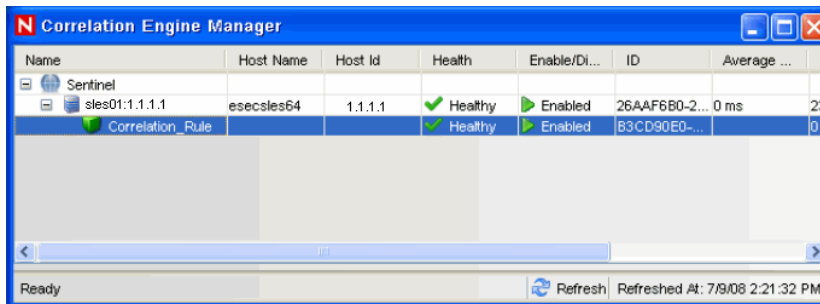 N Correlation Engine Manager
Name Host Name Host Id Health Enable/Di... ID Average ...
Sentinel
sles01:1.1.1.1 esecsles64 1.1.1.1 Healthy Enabled 26AAF6B0-2... 0 ms
Correlation_Rule Healthy Enabled B3CD90E0-... 0
Ready Refresh Refreshed At: 7/9/08 2:21:32 PM